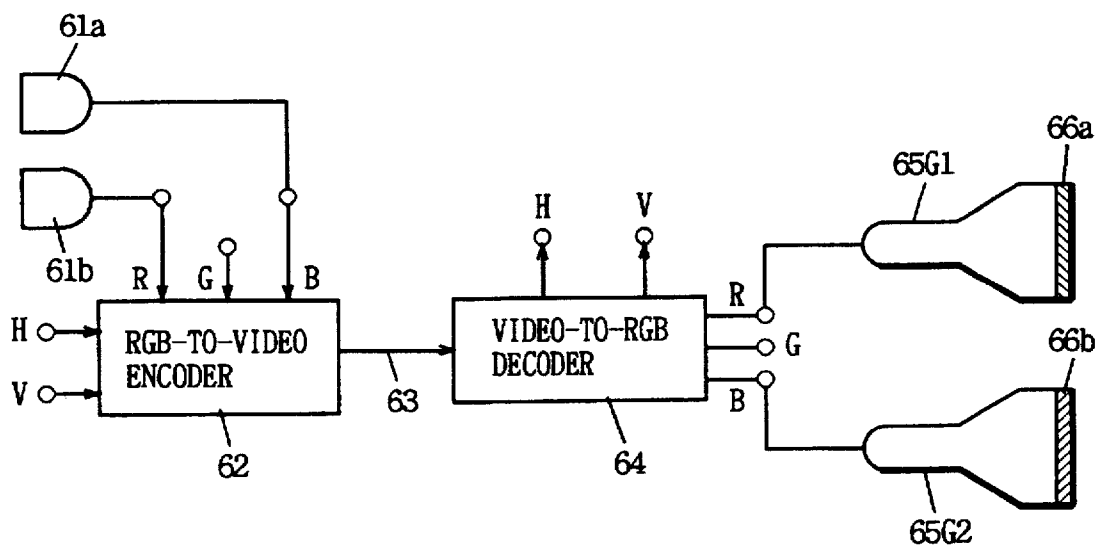 61a
66a
65G1
61b
R
G
B
H
V
H
V
RGB-TO-VIDEO
ENCODER
VIDEO-TO-RGB
DECODER
R
G
B
63
62
64
66b
65G2